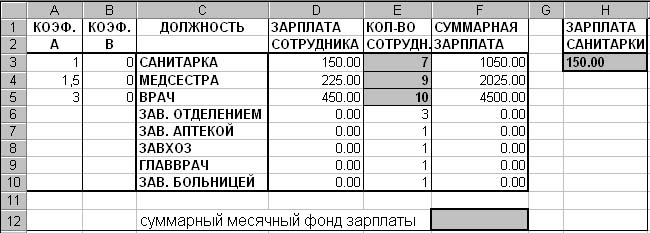 A B C D E F G H
1 КОЭФ. КОЭФ. ДОЛЖНОСТЬ ЗАРПЛАТА КОЛ-ВО СУММАРНАЯ ЗАРПЛАТА
2 А В СОТРУДНИКА СОТРУДН. ЗАРПЛАТА САНИТАРКИ
3 1 0 САНИТАРКА 150.00 7 1050.00 150.00
4 1,5 0 МЕДСЕСТРА 225.00 9 2025.00
5 3 0 ВРАЧ 450.00 10 4500.00
6 ЗАВ. ОТДЕЛЕНИЕМ 0.00 3 0.00
7 ЗАВ. АПТЕКОЙ 0.00 1 0.00
8 ЗАВХОЗ 0.00 1 0.00
9 ГЛАВВРАЧ 0.00 1 0.00
10 ЗАВ. БОЛЬНИЦЕЙ 0.00 1 0.00
11
12 суммарный месячный фонд зарплаты